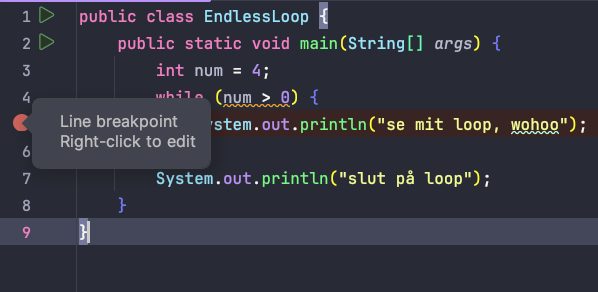 1 public class EndlessLoop {
2 public static void main(String[] args) {
3 int num = 4;
4 while (num > 0) {
Line breakpoint
Right-click to edit
ystem.out.println("se mit loop, wohoo");
6
7 System.out.println("slut på loop");
8 }
9 }